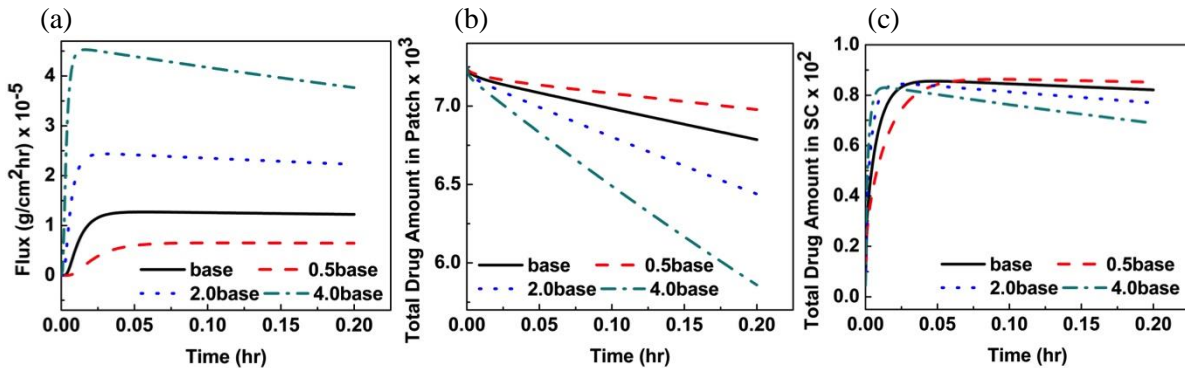 (a)
Flux (g/cm2hr) x 10-5
4
3
2
1
0
base
0.5base
2.0base
4.0base
0.00
0.05
0.10
0.15
0.20
Time (hr)
(b)
Total Drug Amount in Patch x 103
7.0
6.5
6.0
base
0.5base
2.0base
4.0base
0.00
0.05
0.10
0.15
0.20
Time (hr)
(c)
Total Drug Amount in SC x 102
1.0
0.8
0.6
0.4
0.2
0
base
0.5base
2.0base
4.0base
0.00
0.05
0.10
0.15
0.20
Time (hr)